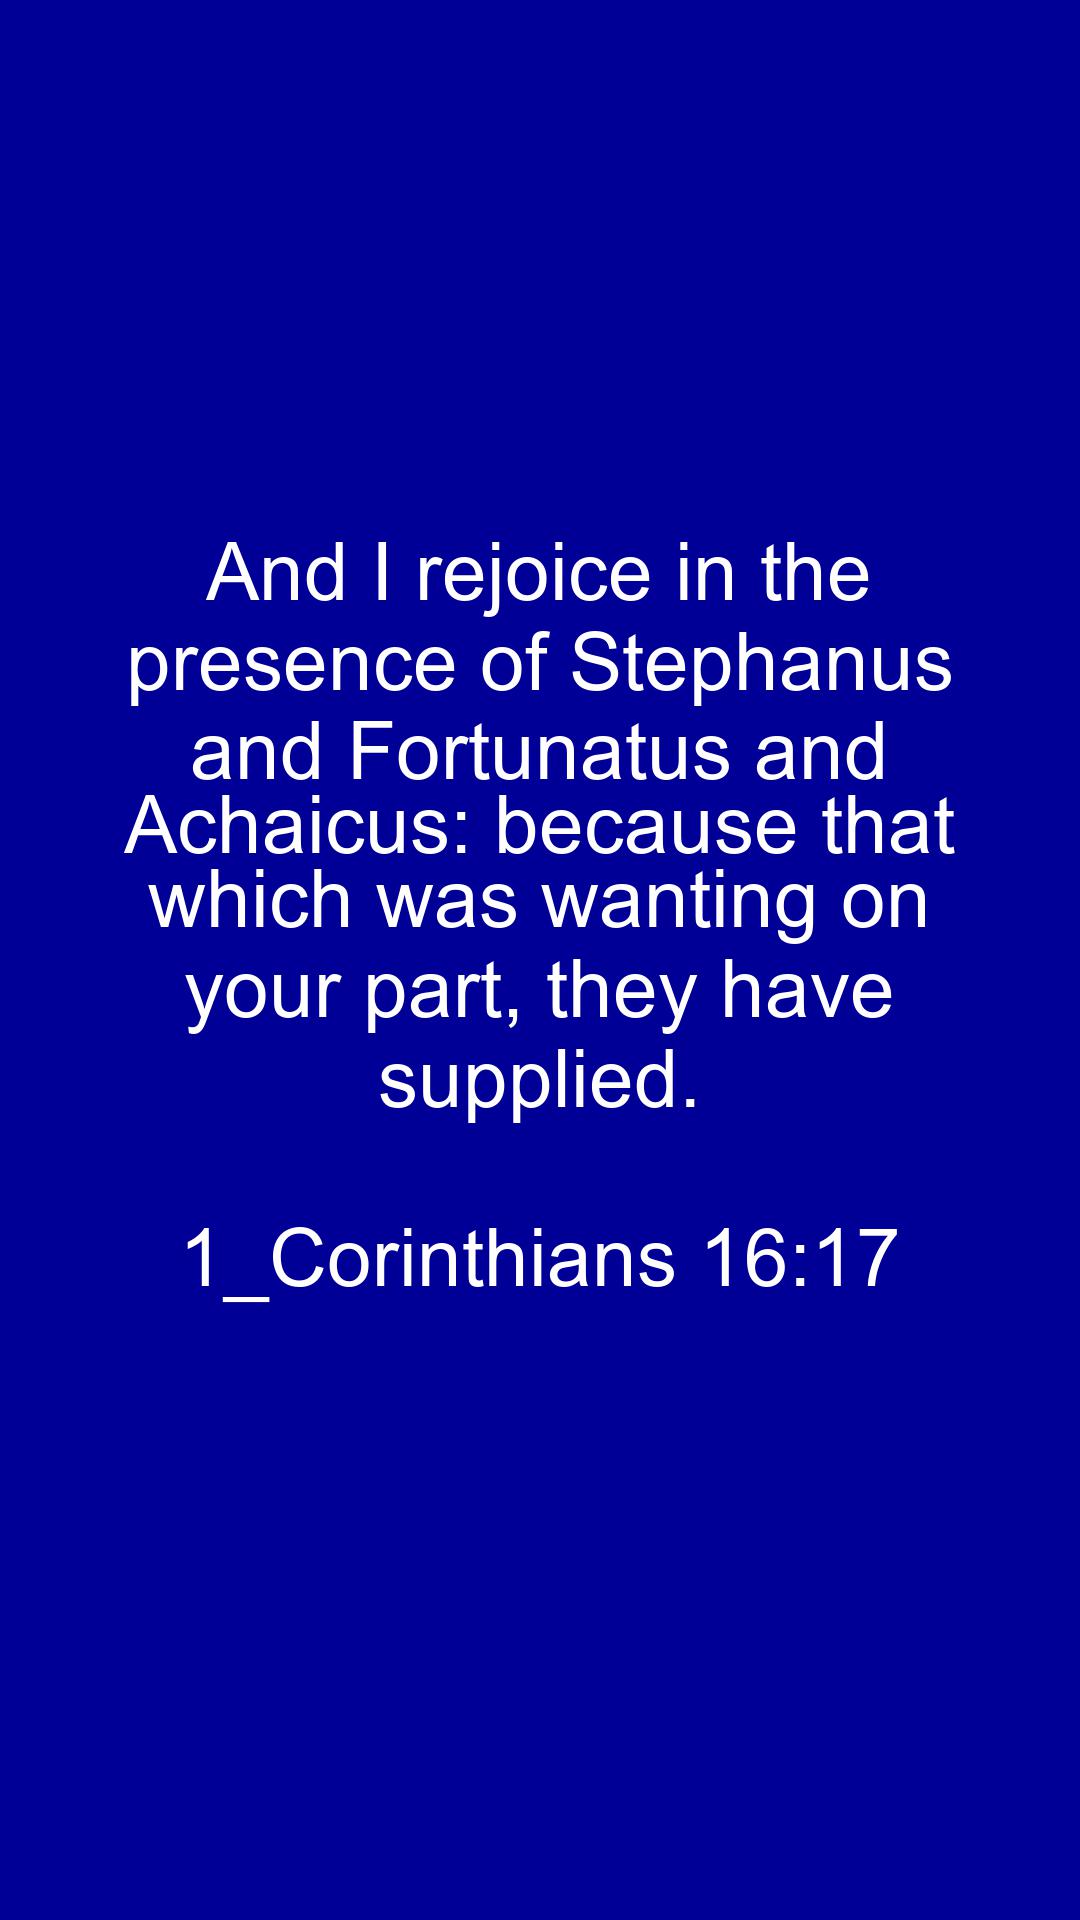 And I rejoice in the
presence of Stephanus
and Fortunatus and
Achaicus: because that
which was wanting on
your part, they have
supplied.
1_Corinthians 16:17